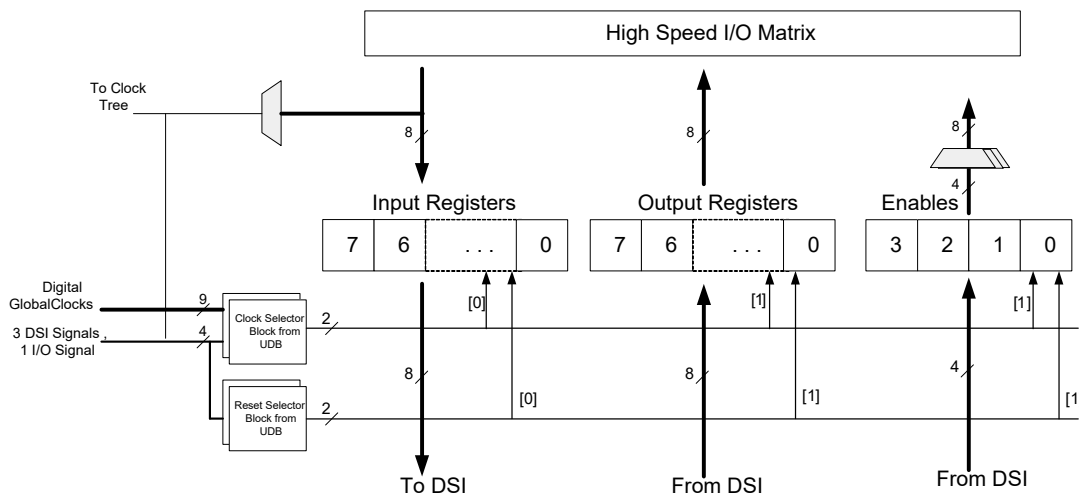 High Speed I/O Matrix
To Clock
Tree
8
8
8
4
Input Registers
Output Registers
Enables
7 6 . . . 0
7 6 . . . 0
3 2 1 0
Digital
GlobalClocks
9
3 DSI Signals ,
1 I/O Signal
4
Clock Selector
Block from
UDB
2
[0]
[1]
[1]
8
8
4
Reset Selector
Block from
UDB
2
[0]
[1]
[1
To DSI
From DSI
From DSI